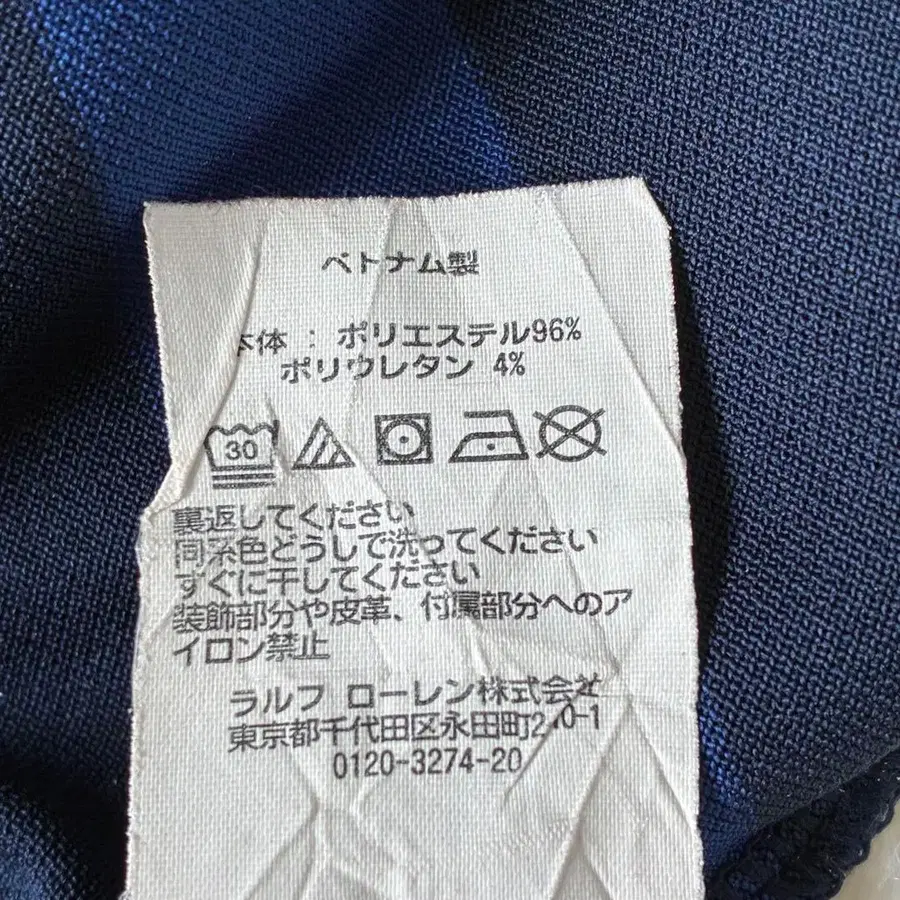 ベトナム製
本体 : ポリエステル96%
ポリウレタン 4%
30
裏返してください
同系色どうしで洗ってください
すぐに干してください
装飾部分や皮革、付属部分へのア
イロン禁止
ラルフ ローレン株式会社
東京都千代田区永田町2-10-1
0120-3274-20